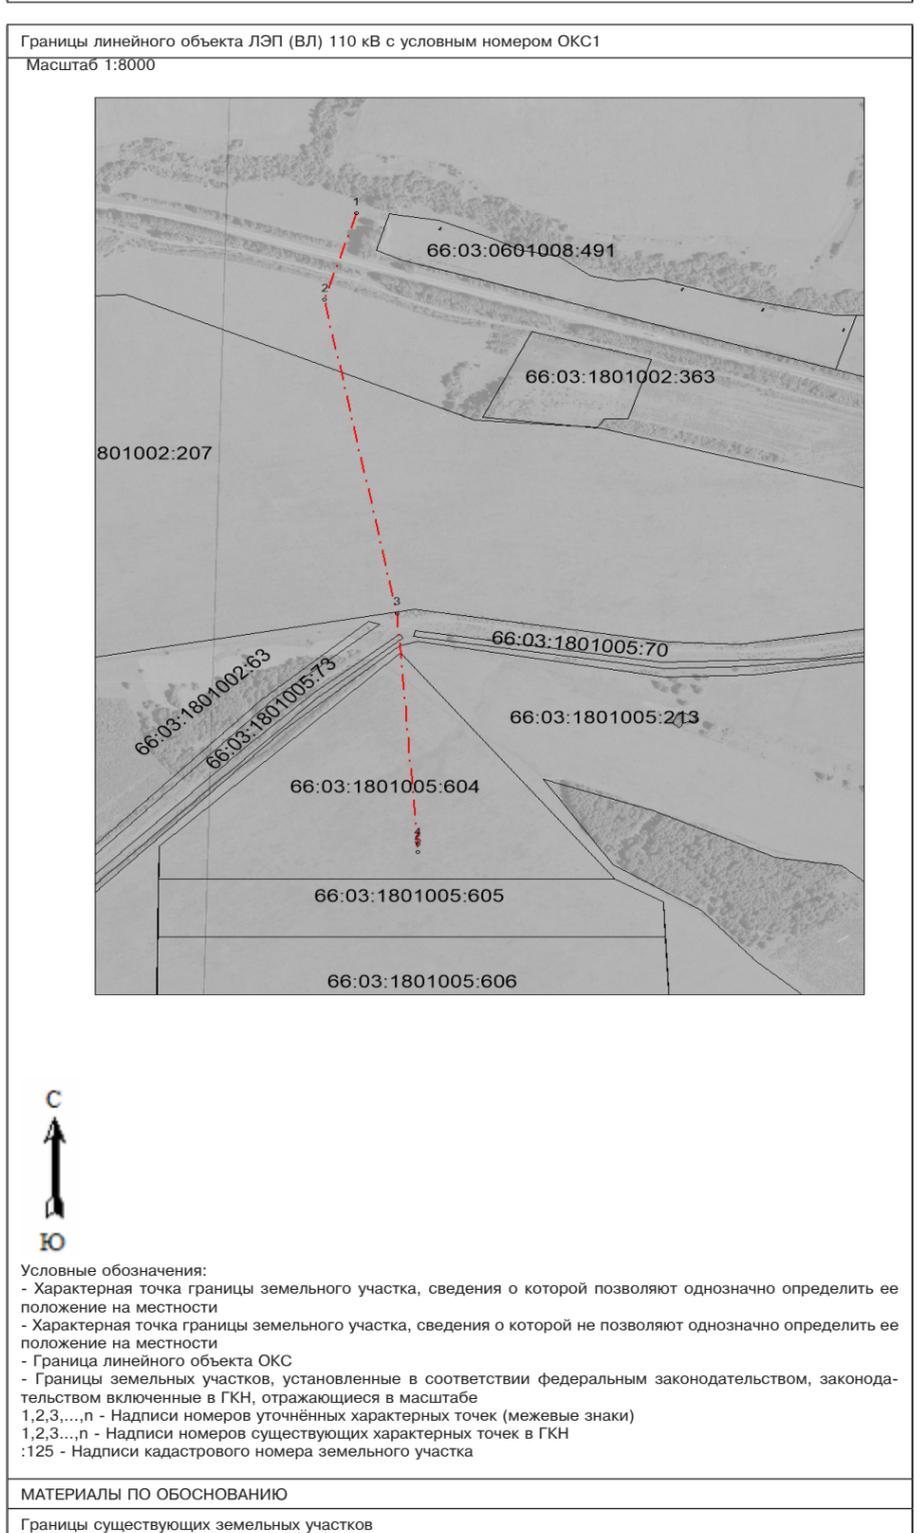 Границы линейного объекта ЛЭП (ВЛ) 110 кВ с условным номером ОКС1
Масштаб 1:8000
1
66:03:0601008:491
2
66:03:1801002:363
801002:207
3
66:03:1801005:70
66:03:1801002:63
66:03:1801005:73
66:03:1801005:213
66:03:1801005:604
4
66:03:1801005:605
66:03:1801005:606
С
Ю
Условные обозначения:
- Характерная точка границы земельного участка, сведения о которой позволяют однозначно определить ее
положение на местности
- Характерная точка границы земельного участка, сведения о которой не позволяют однозначно определить ее
положение на местности
- Граница линейного объекта ОКС
- Границы земельных участков, установленные в соответствии федеральным законодательством, законода-
тельством включенные в ГКН, отражающиеся в масштабе
1,2,3,...,n - Надписи номеров уточнённых характерных точек (межевые знаки)
1,2,3...,n - Надписи номеров существующих характерных точек в ГКН
:125 - Надписи кадастрового номера земельного участка
МАТЕРИАЛЫ ПО ОБОСНОВАНИЮ
Границы существующих земельных участков